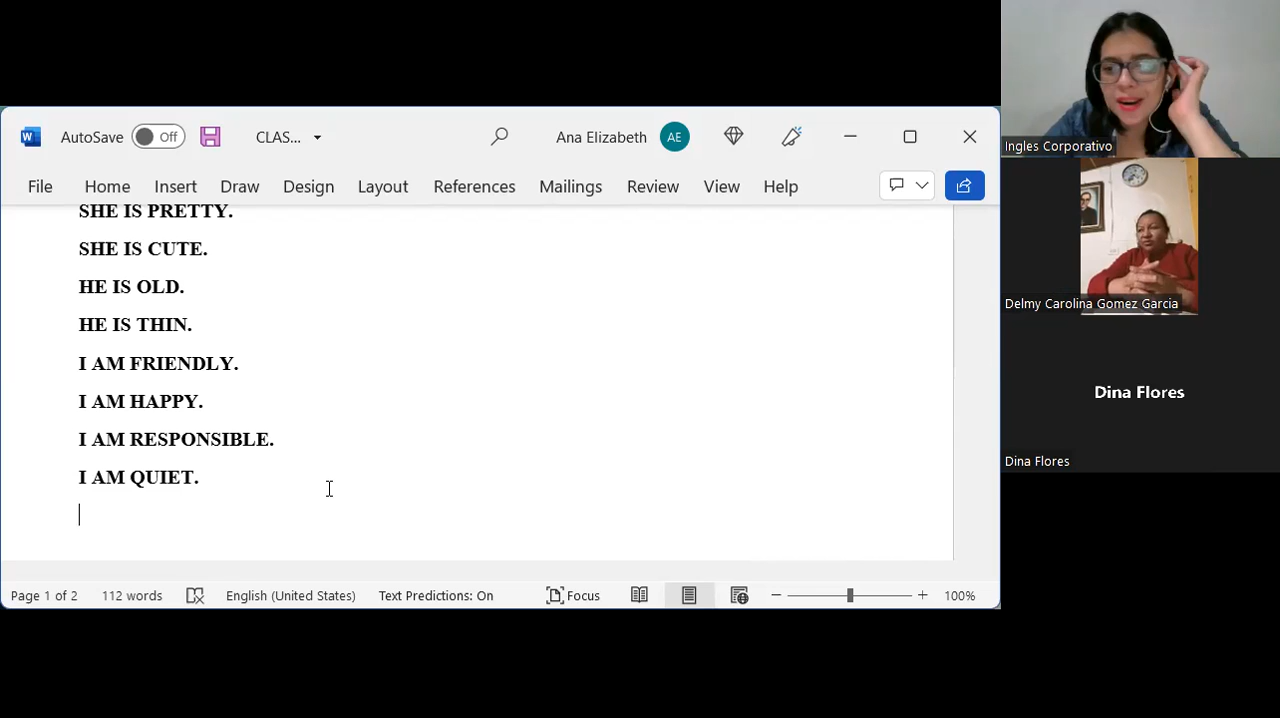 AutoSave Off CLAS... Ana Elizabeth AE
File Home Insert Draw Design Layout References Mailings Review View Help
SHE IS PRETTY.
SHE IS CUTE.
HE IS OLD.
HE IS THIN.
I AM FRIENDLY.
I AM HAPPY.
I AM RESPONSIBLE.
I AM QUIET.
Page 1 of 2 112 words English (United States) Text Predictions: On Focus 100%
Ingles Corporativo
Delmy Carolina Gomez Garcia
Dina Flores
Dina Flores